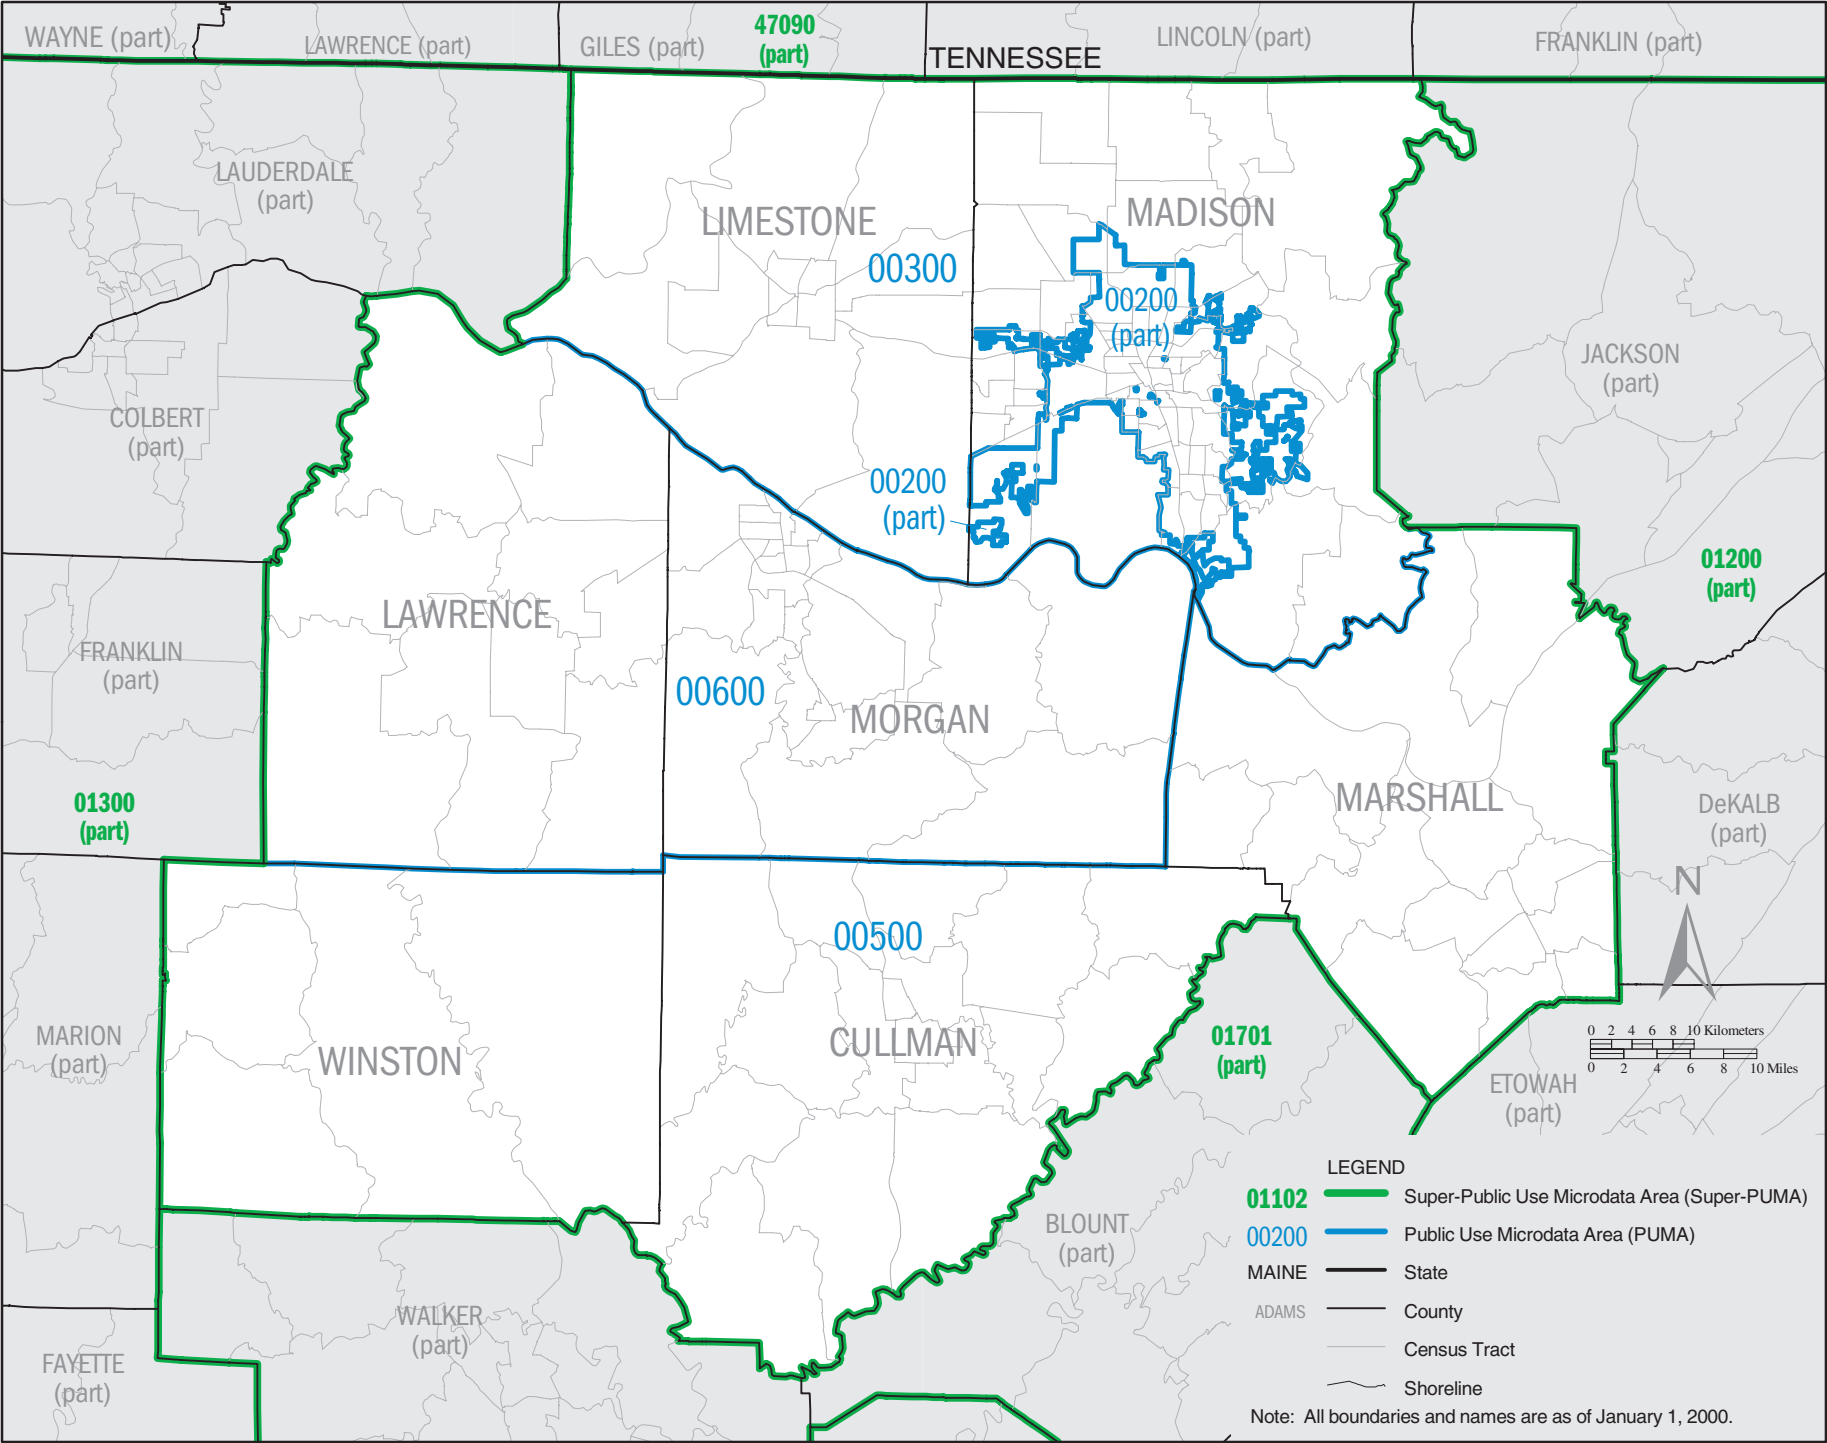 WAYNE (part)
LAWRENCE (part)
GILES (part)
47090
(part)
TENNESSEE
LINCOLN (part)
FRANKLIN (part)
LAUDERDALE
(part)
LIMESTONE
MADISON
00300
00200
(part)
JACKSON
(part)
COLBERT
(part)
00200
(part)
01200
(part)
LAWRENCE
FRANKLIN
(part)
00600
MORGAN
MARSHALL
01300
(part)
DeKALB
(part)
N
00500
MARION
(part)
WINSTON
CULLMAN
01701
(part)
0 2 4 6 8 10 Kilometers
0 2 4 6 8 10 Miles
ETOWAH
(part)
BLOUNT
(part)
WALKER
(part)
FAYETTE
(part)
LEGEND
01102 Super-Public Use Microdata Area (Super-PUMA)
00200 Public Use Microdata Area (PUMA)
MAINE State
ADAMS County
Census Tract
Shoreline
Note: All boundaries and names are as of January 1, 2000.